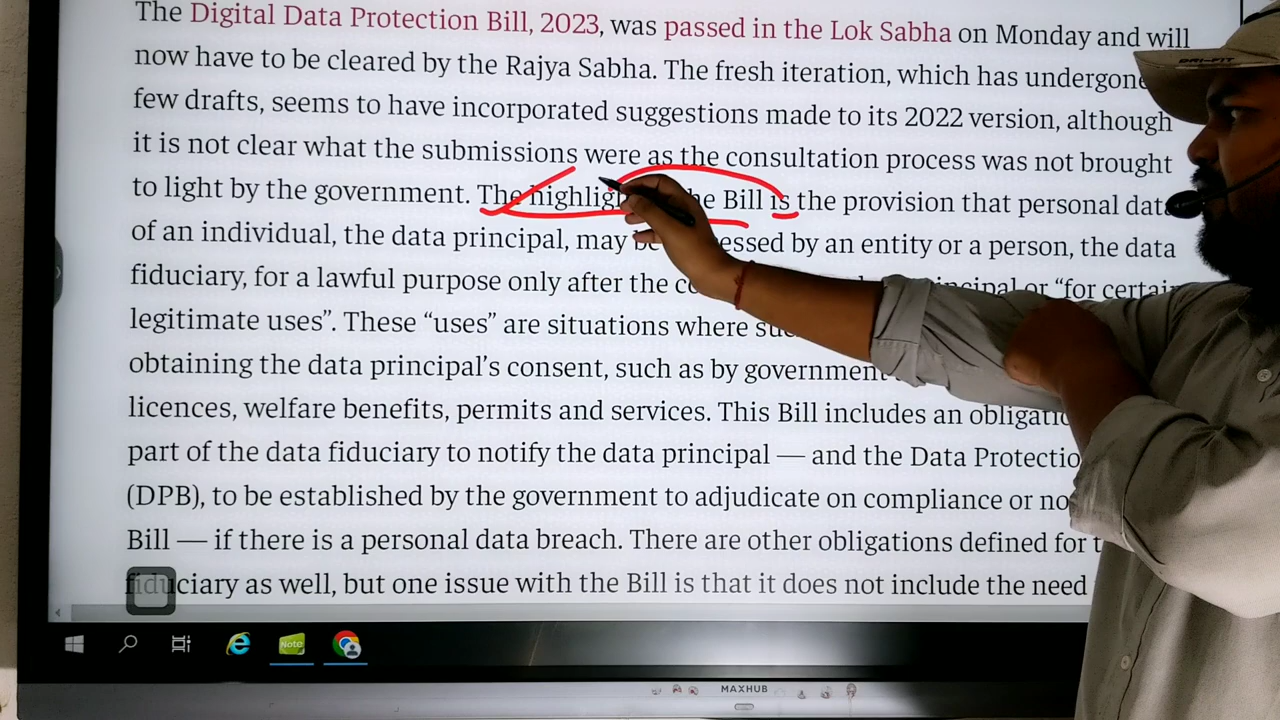 The Digital Data Protection Bill, 2023, was passed in the Lok Sabha on Monday and will
now have to be cleared by the Rajya Sabha. The fresh iteration, which has undergone
few drafts, seems to have incorporated suggestions made to its 2022 version, although
it is not clear what the submissions were as the consultation process was not brought
to light by the government. The Bill is the provision that personal data
of an individual, the data principal, may by an entity or a person, the data
fiduciary, for a lawful purpose only after the or “for certain
legitimate uses”. These “uses” are situations where
obtaining the data principal’s consent, such as by government
licences, welfare benefits, permits and services. This Bill includes an
part of the data fiduciary to notify the data principal — and the Data
(DPB), to be established by the government to adjudicate on compliance or
Bill — if there is a personal data breach. There are other obligations defined for
fiduciary as well, but one issue with the Bill is that it does not include the need
DRI-FIT
Note
MAXHUB